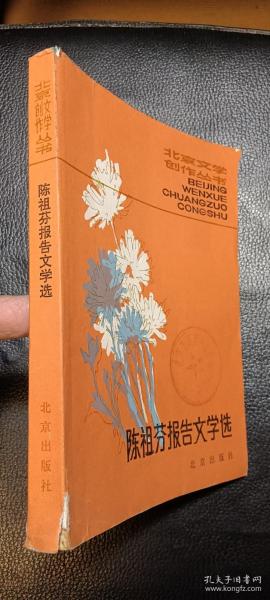 北京文学
创作丛书
陈祖芬报告文学选
北京出版社
北京文学
创作丛书
BEIJING
WENXUE
CHUANGZUO
CONGSHU
陈祖芬报告文学选
北京出版社
孔夫子旧书网
kongfz.com